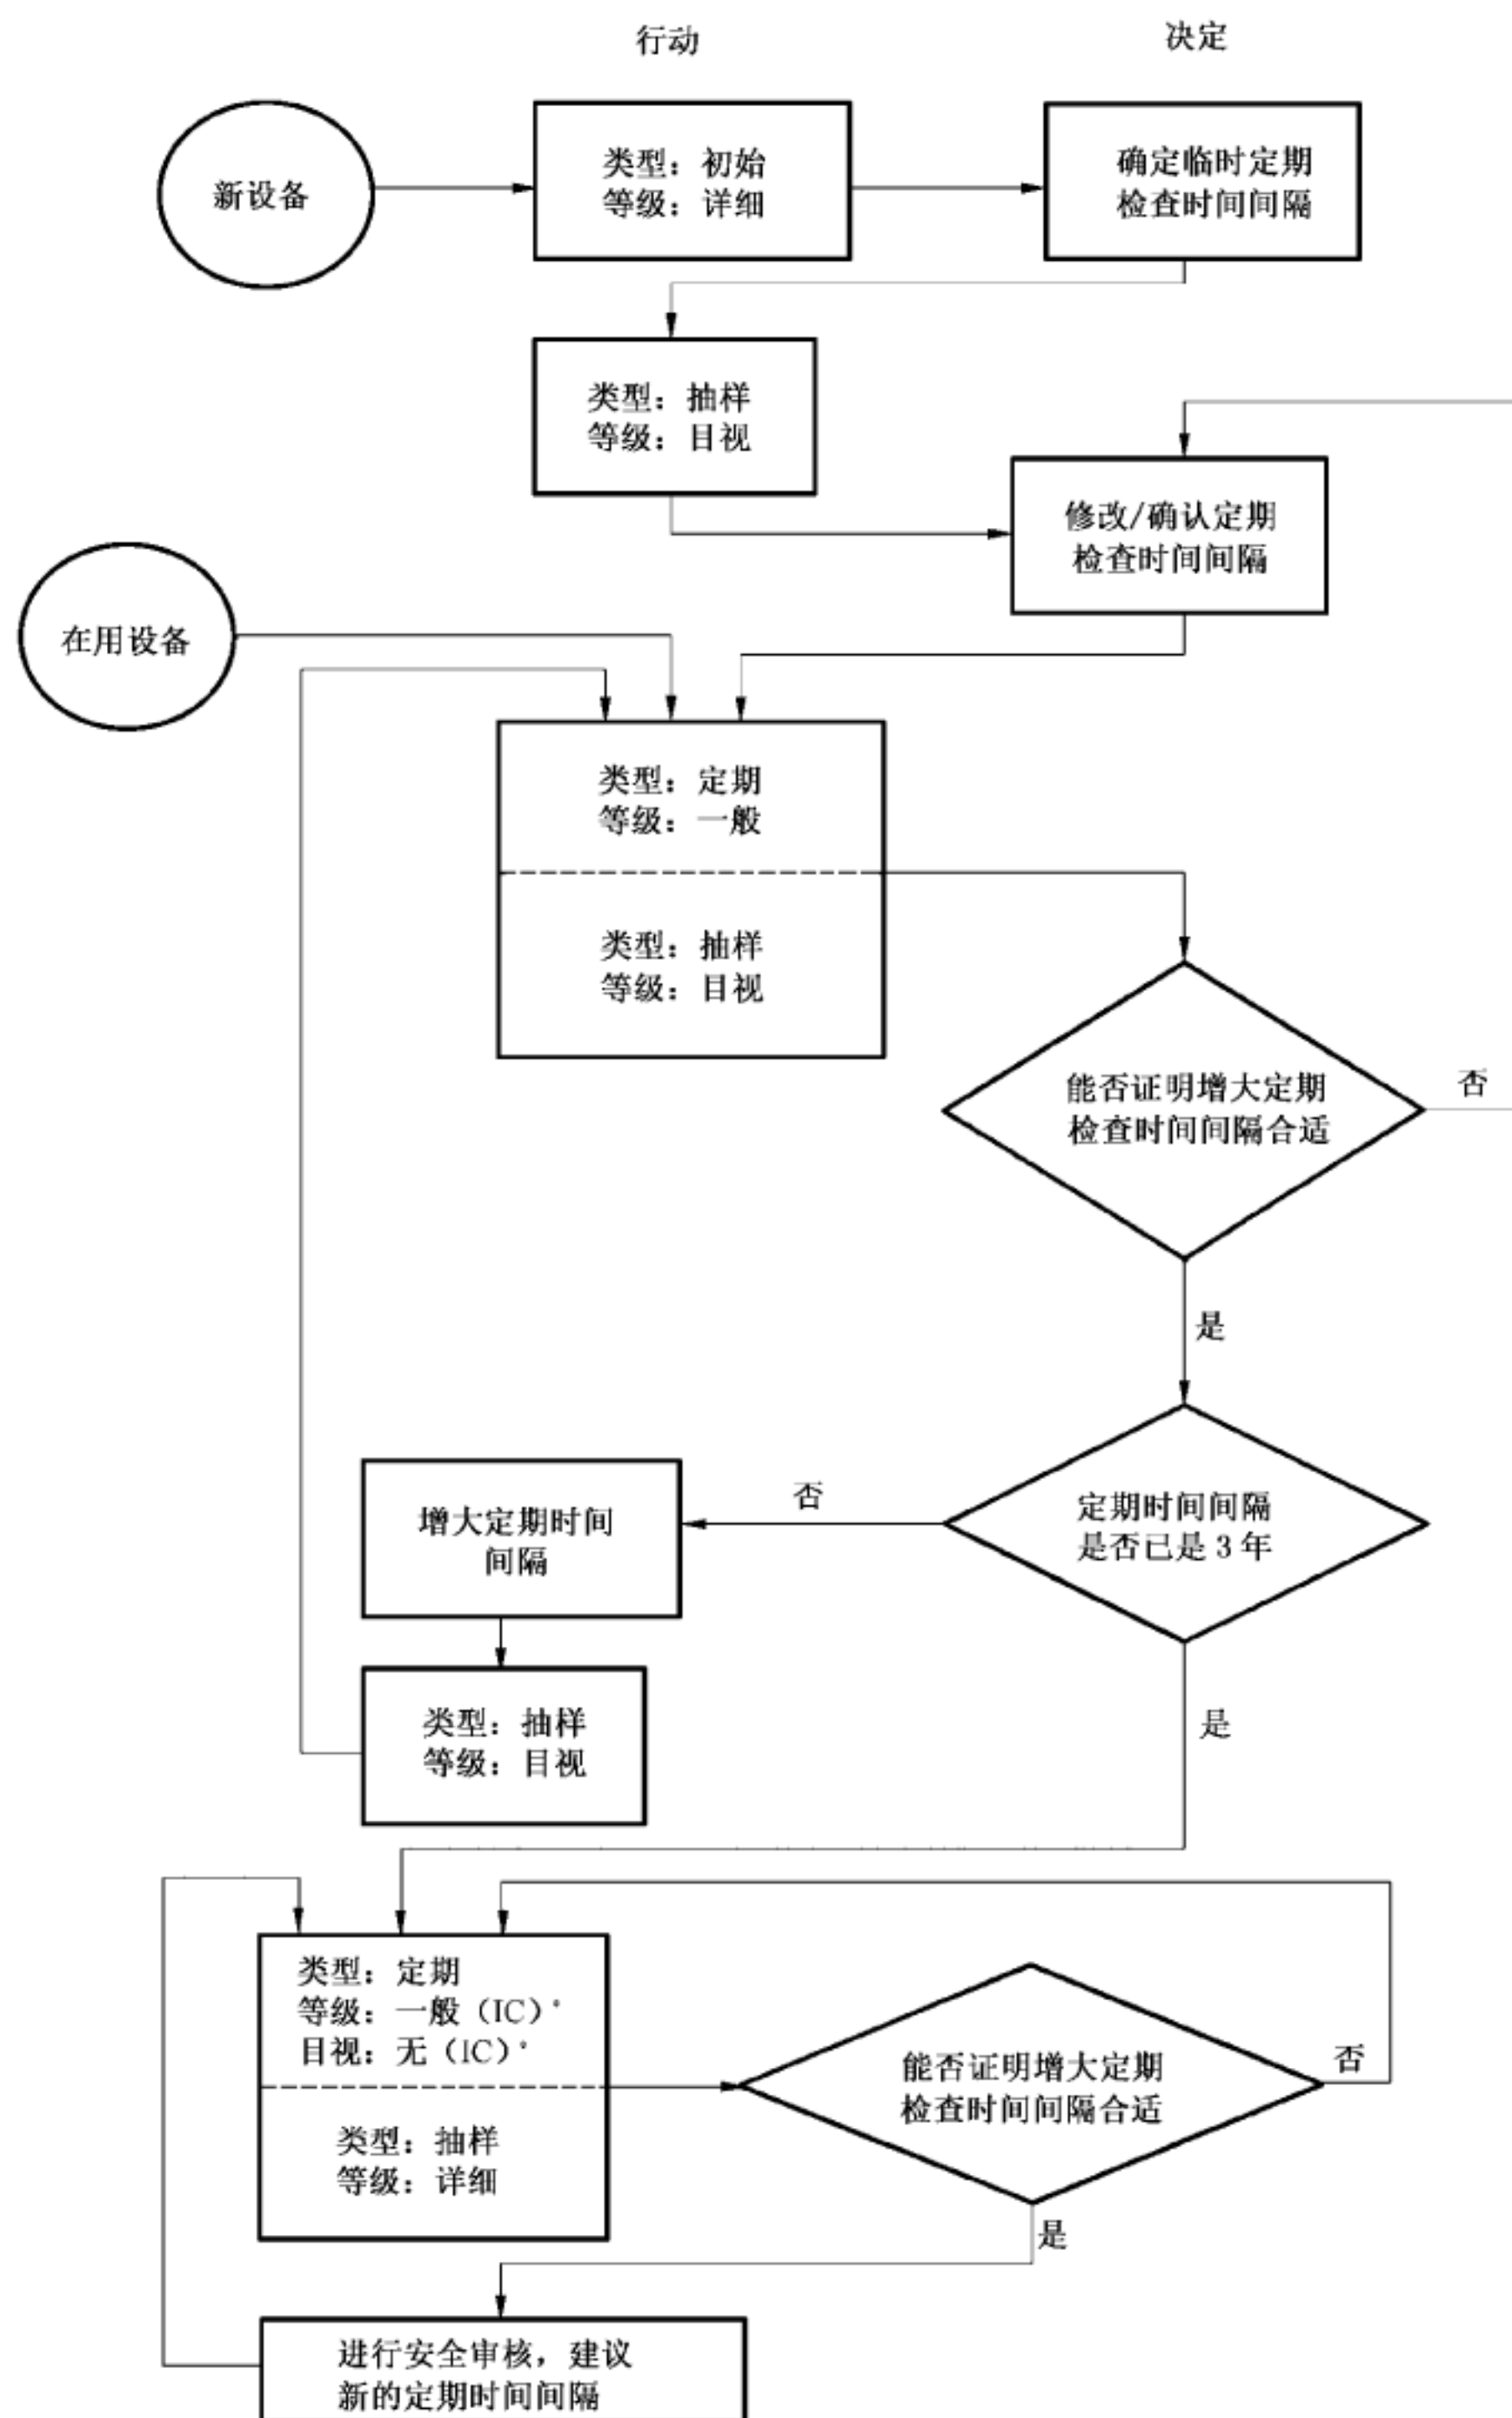 行动
决定
新设备
类型：初始
等级：详细
确定临时定期
检查时间间隔
类型：抽样
等级：目视
修改/确认定期
检查时间间隔
在用设备
类型：定期
等级：一般
类型：抽样
等级：目视
能否证明增大定期
检查时间间隔合适
否
是
定期时间间隔
是否已是3年
否
增大定期时间
间隔
类型：抽样
等级：目视
是
类型：定期
等级：一般（IC）*
目视：无（IC）*
类型：抽样
等级：详细
能否证明增大定期
检查时间间隔合适
否
是
进行安全审核，建议
新的定期时间间隔